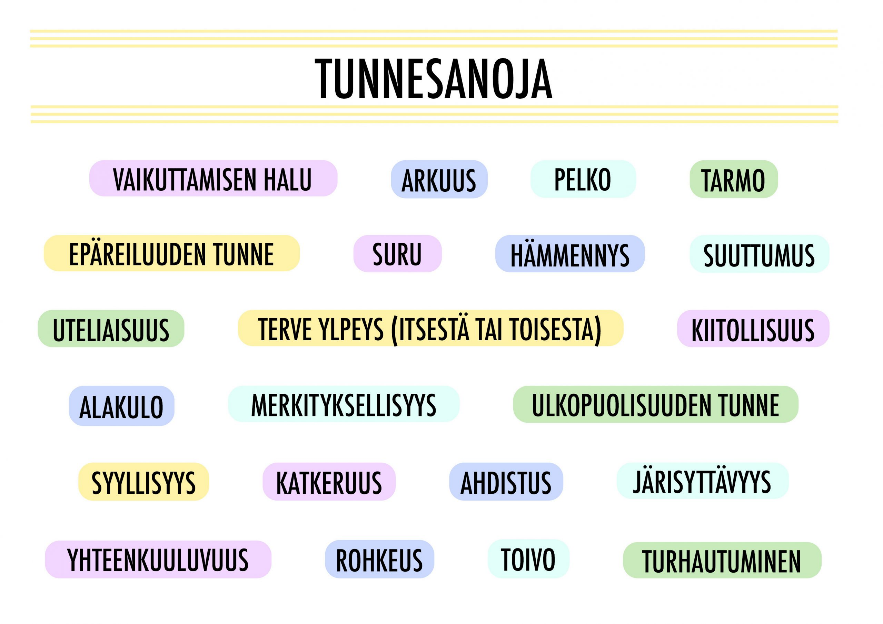 TUNNESANOJA
VAIKUTTAMISEN HALU ARKUUS PELKO TARMO
EPÄREILUUDEN TUNNE SURU HÄMMENNYS SUUTTUMUS
UTELIAISUUS TERVE YLPEYS (ITSESTÄ TAI TOISESTA) KIITOLLISUUS
ALAKULO MERKITYKSELLISYYS ULKOPUOLISUUDEN TUNNE
SYYLLISYYS KATKERUUS AHDISTUS JÄRISYTTÄVYYS
YHTEENKUULUVUUS ROHKEUS TOIVO TURHAUTUMINEN